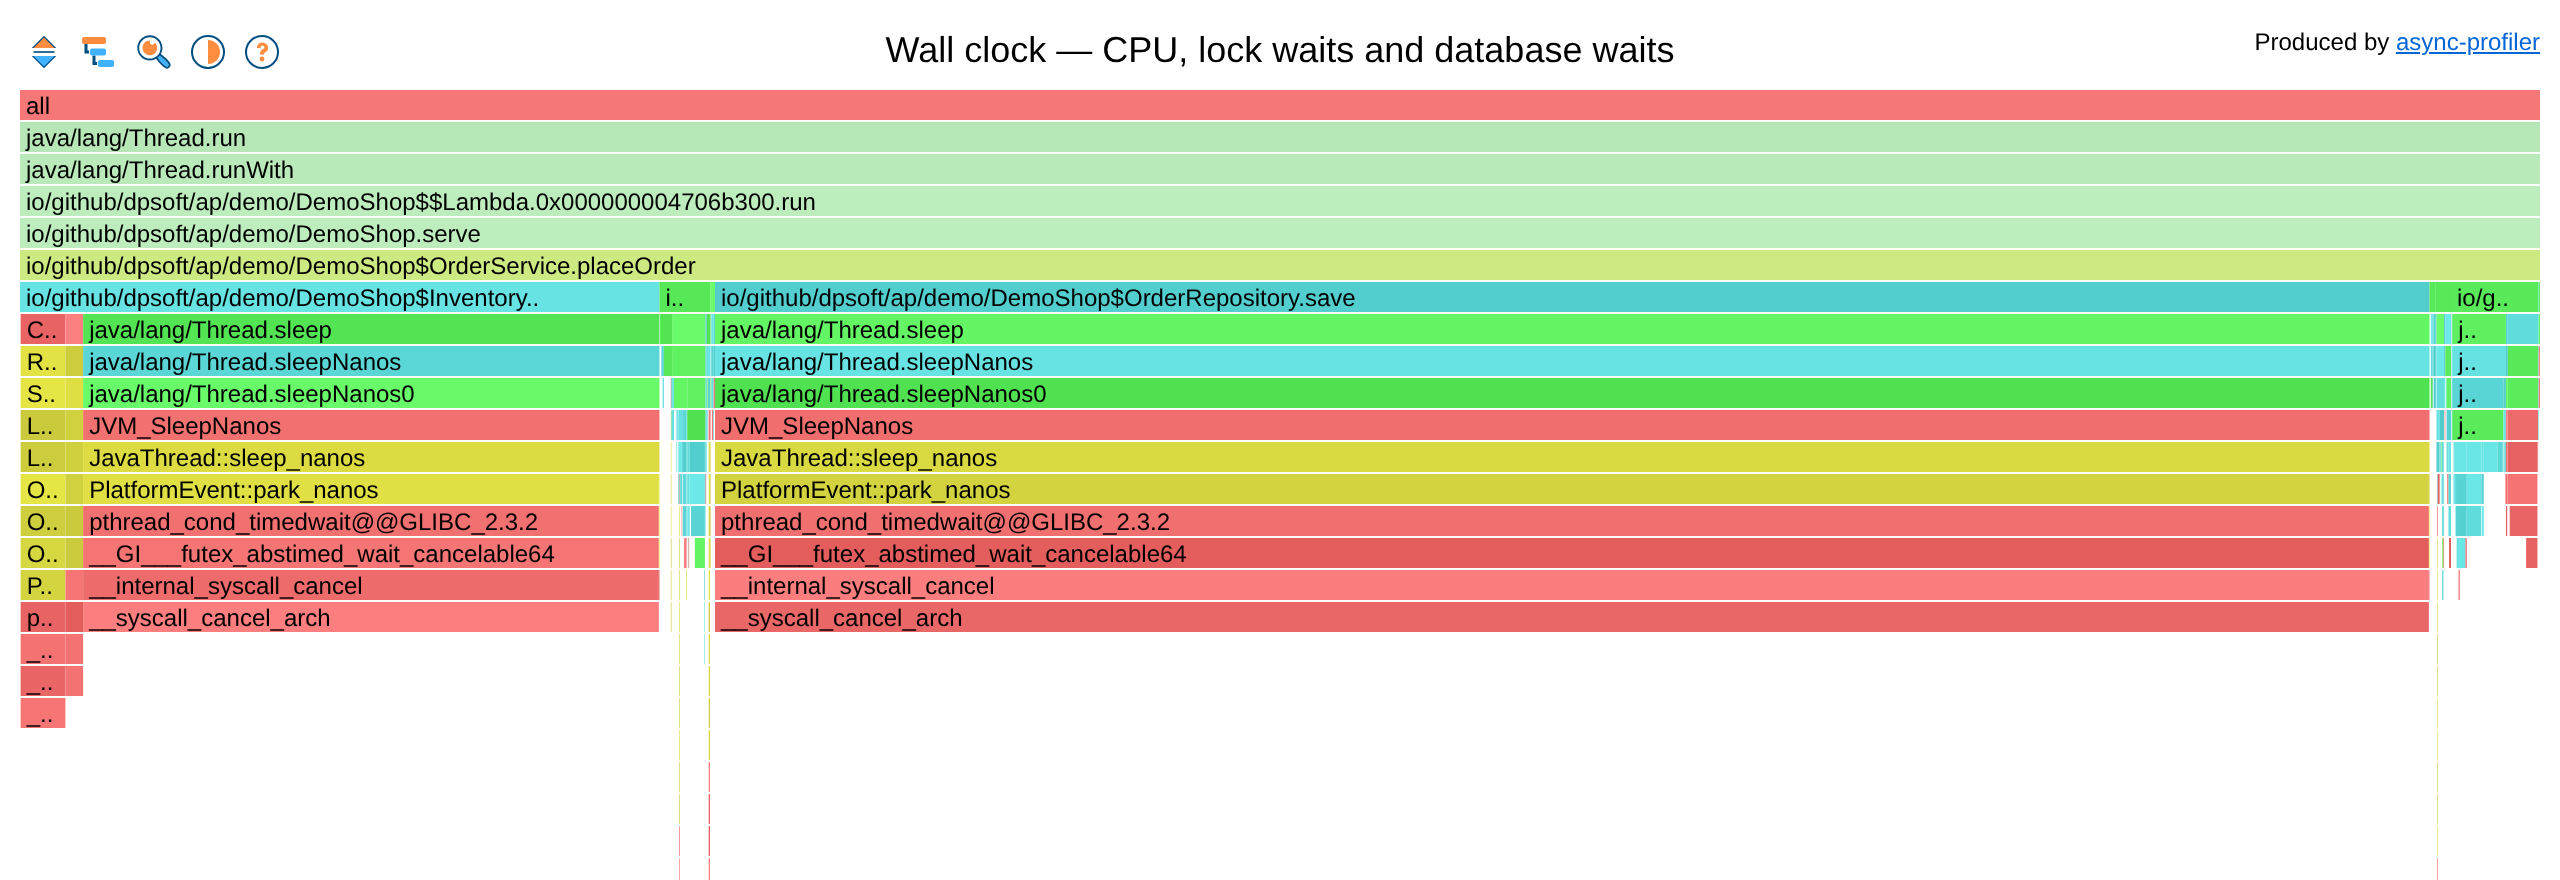 Wall clock — CPU, lock waits and database waits
Produced by async-profiler
all
java/lang/Thread.run
java/lang/Thread.runWith
io/github/dpsoft/ap/demo/DemoShop$$Lambda.0x000000004706b300.run
io/github/dpsoft/ap/demo/DemoShop.serve
io/github/dpsoft/ap/demo/DemoShop$OrderService.placeOrder
io/github/dpsoft/ap/demo/DemoShop$Inventory.. i.. io/github/dpsoft/ap/demo/DemoShop$OrderRepository.save io/g..
C.. java/lang/Thread.sleep java/lang/Thread.sleep j..
R.. java/lang/Thread.sleepNanos java/lang/Thread.sleepNanos j..
S.. java/lang/Thread.sleepNanos0 java/lang/Thread.sleepNanos0 j..
L.. JVM_SleepNanos JVM_SleepNanos j..
L.. JavaThread::sleep_nanos JavaThread::sleep_nanos
O.. PlatformEvent::park_nanos PlatformEvent::park_nanos
O.. pthread_cond_timedwait@@GLIBC_2.3.2 pthread_cond_timedwait@@GLIBC_2.3.2
O.. __GI___futex_abstimed_wait_cancelable64 __GI___futex_abstimed_wait_cancelable64
P.. __internal_syscall_cancel __internal_syscall_cancel
p.. __syscall_cancel_arch __syscall_cancel_arch
_..
_..
_..